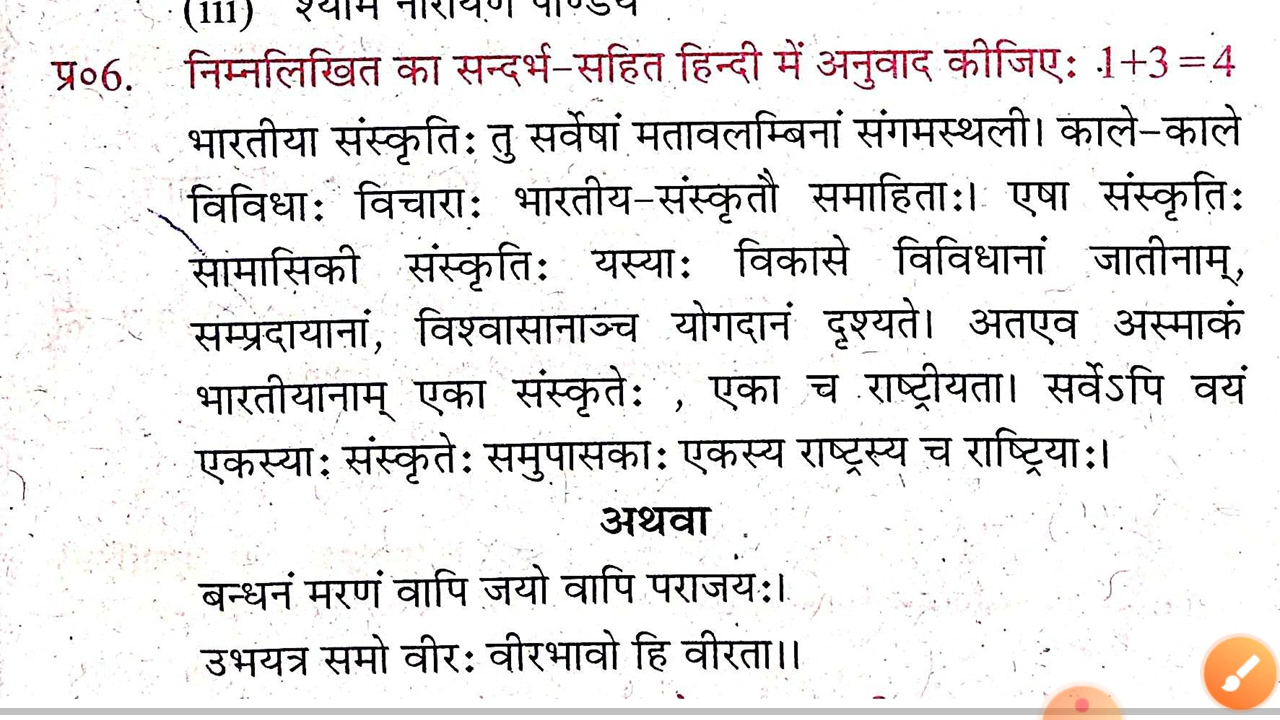 (iii) श्याम नारायण पाण्डेय
प्र०6. निम्नलिखित का सन्दर्भ-सहित हिन्दी में अनुवाद कीजिए: 1+3=4
भारतीया संस्कृति: तु सर्वेषां मतावलम्बिनां संगमस्थली। काले-काले
विविधा: विचारा: भारतीय-संस्कृतौ समाहिता:। एषा संस्कृति:
सामासिकी संस्कृति: यस्या: विकासे विविधानां जातीनाम्,
सम्प्रदायानां, विश्वासानाञ्च योगदानं दृश्यते। अतएव अस्माकं
भारतीयानाम् एका संस्कृते: , एका च राष्ट्रीयता। सर्वेऽपि वयं
एकस्या: संस्कृते: समुपासका: एकस्य राष्ट्रस्य च राष्ट्रिया:।
अथवा
बन्धनं मरणं वापि जयो वापि पराजय:।
उभयत्र समो वीर: वीरभावो हि वीरता।।